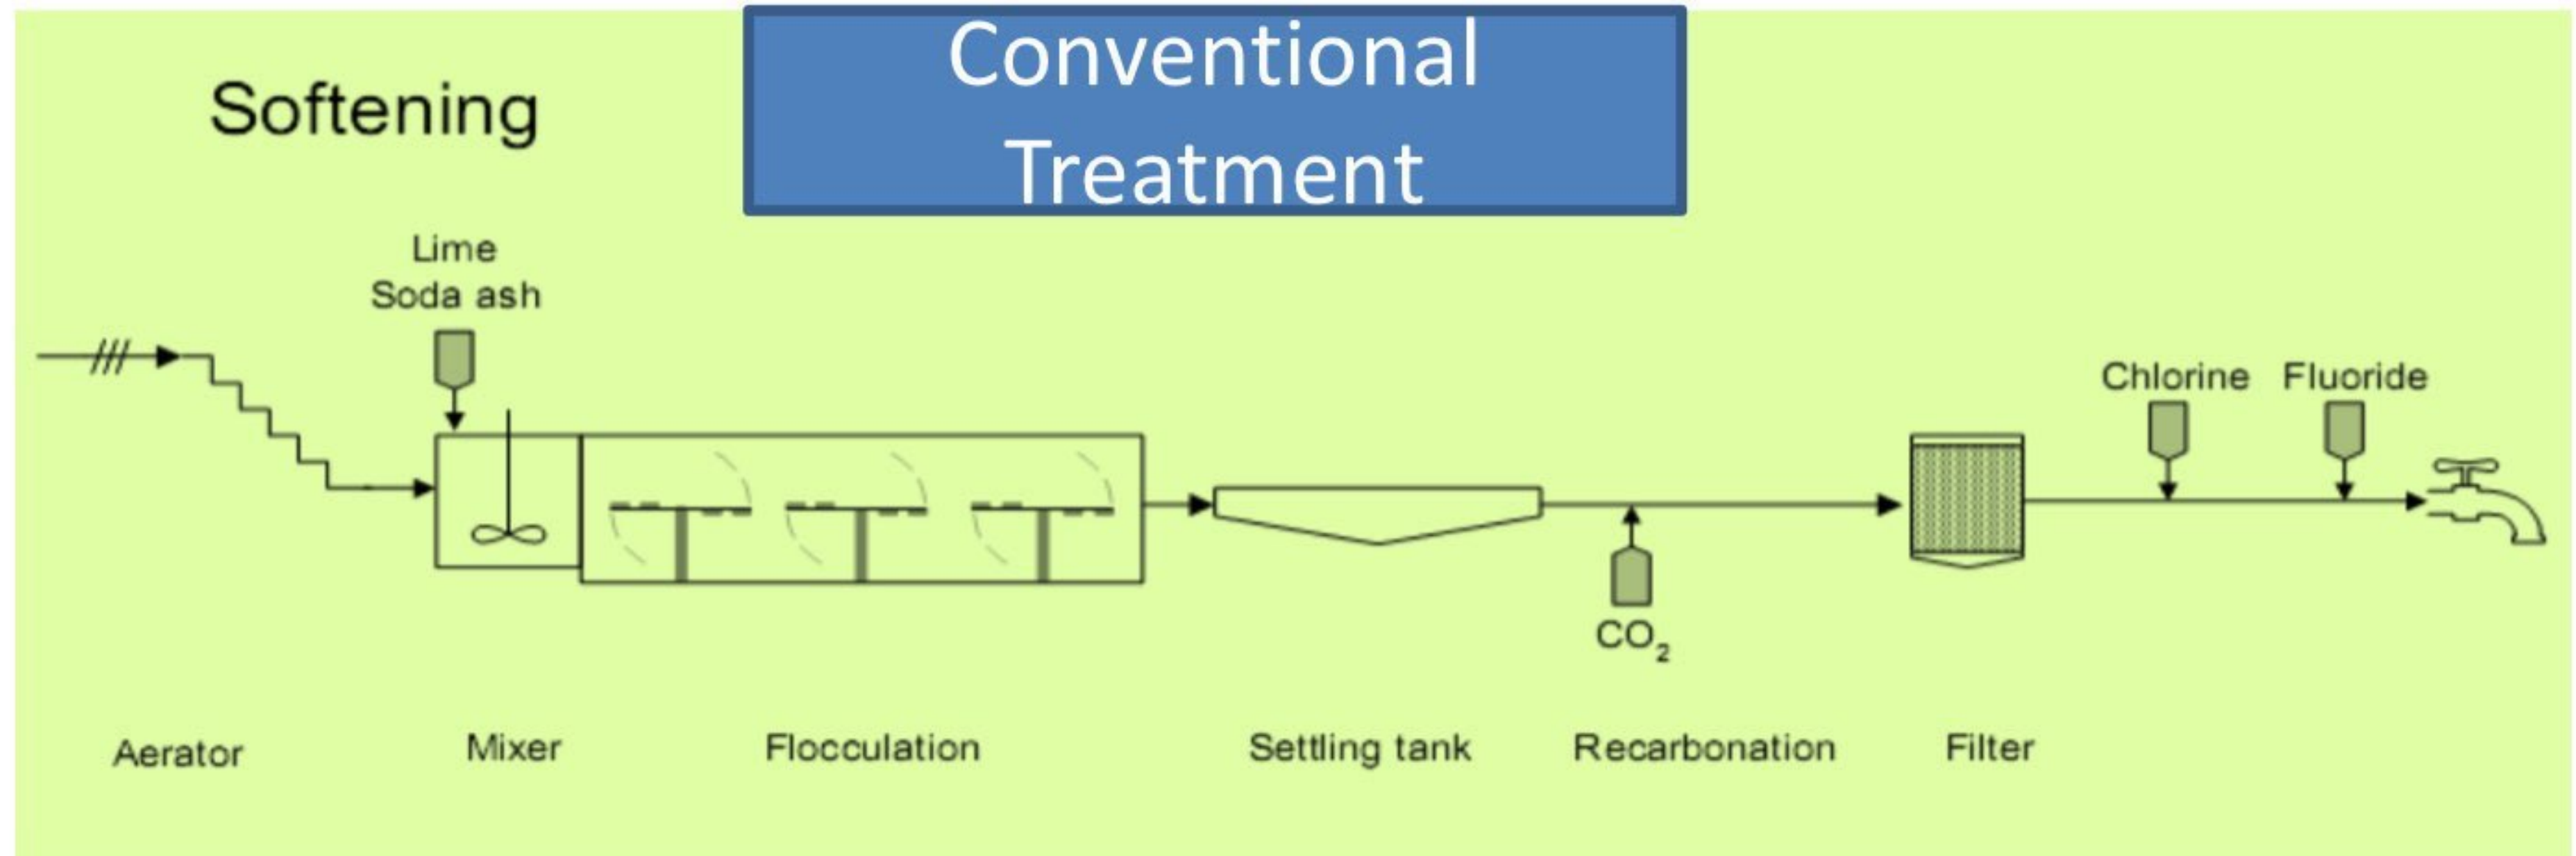 Conventional
Treatment
Softening
Lime
Soda ash
Chlorine
Fluoride
CO₂
Aerator
Mixer
Flocculation
Settling tank
Recarbonation
Filter